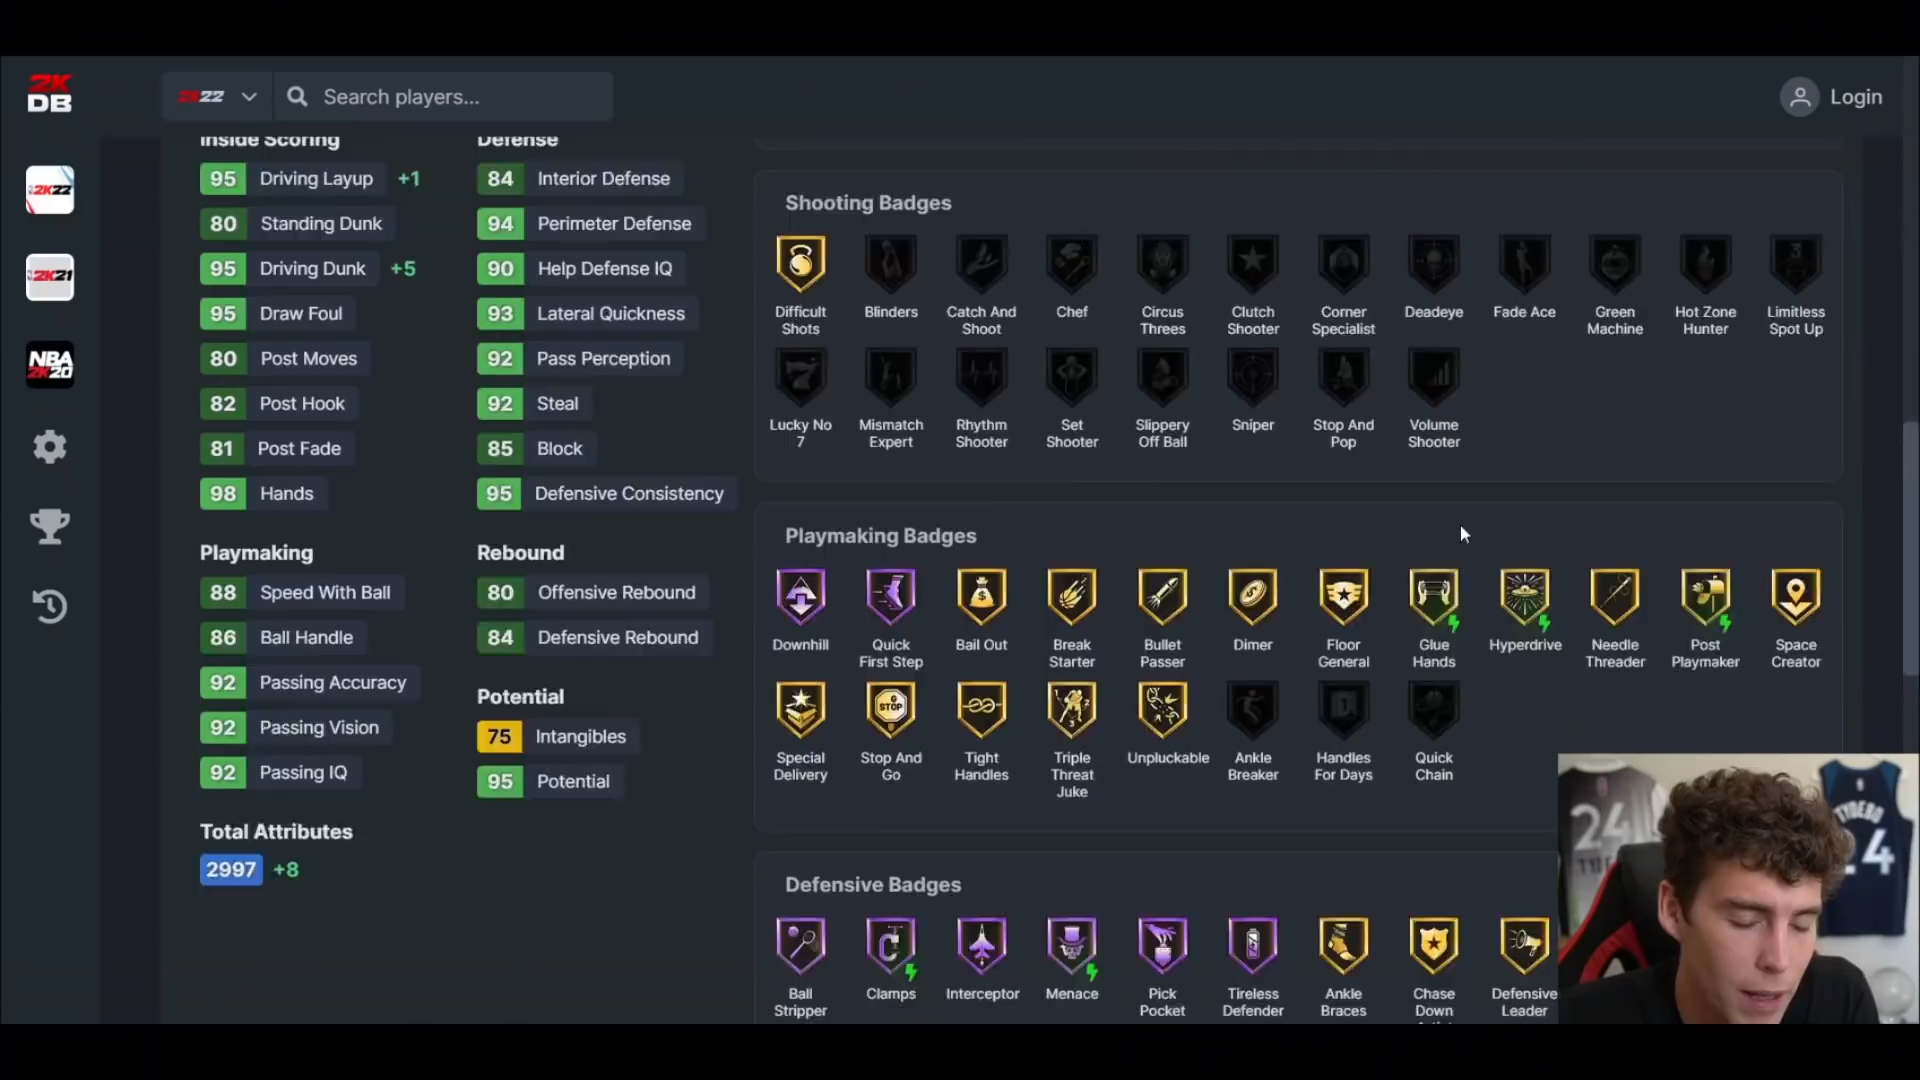 2K
DB
2K22
Search players...
Login
2K22
2K21
NBA
2K20
Inside Scoring
95 Driving Layup +1
80 Standing Dunk
95 Driving Dunk +5
95 Draw Foul
80 Post Moves
82 Post Hook
81 Post Fade
98 Hands
Playmaking
88 Speed With Ball
86 Ball Handle
92 Passing Accuracy
92 Passing Vision
92 Passing IQ
Total Attributes
2997 +8
Defense
84 Interior Defense
94 Perimeter Defense
90 Help Defense IQ
93 Lateral Quickness
92 Pass Perception
92 Steal
85 Block
95 Defensive Consistency
Rebound
80 Offensive Rebound
84 Defensive Rebound
Potential
75 Intangibles
95 Potential
Shooting Badges
Difficult Shots
Blinders
Catch And Shoot
Chef
Circus Threes
Clutch Shooter
Corner Specialist
Deadeye
Fade Ace
Green Machine
Hot Zone Hunter
Limitless Spot Up
Lucky No 7
Mismatch Expert
Rhythm Shooter
Set Shooter
Slippery Off Ball
Sniper
Stop And Pop
Volume Shooter
Playmaking Badges
Downhill
Quick First Step
Bail Out
Break Starter
Bullet Passer
Dimer
Floor General
Glue Hands
Hyperdrive
Needle Threader
Post Playmaker
Space Creator
Special Delivery
STOP
Stop And Go
Tight Handles
Triple Threat Juke
Unpluckable
Ankle Breaker
Handles For Days
Quick Chain
Defensive Badges
Ball Stripper
Clamps
Interceptor
Menace
Pick Pocket
Tireless Defender
Ankle Braces
Chase Down Artist
Defensive Leader
24
TYDEBO
24